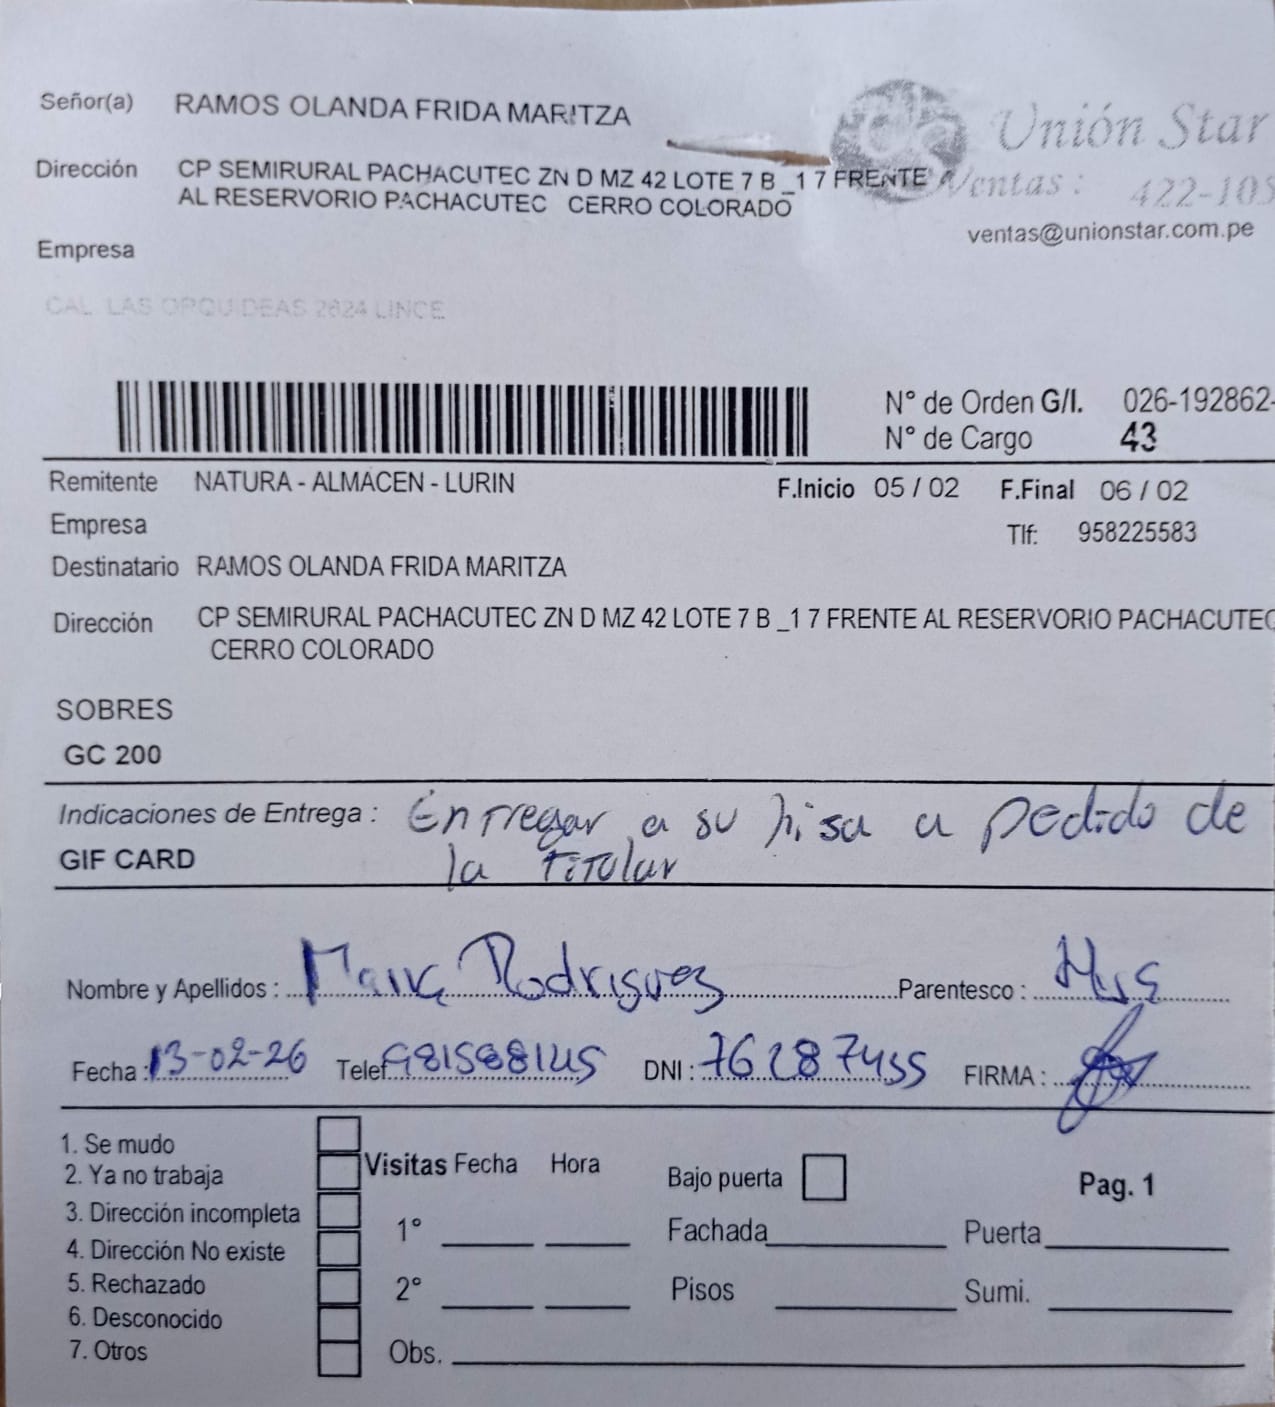 Señor(a) RAMOS OLANDA FRIDA MARITZA
Unión Star
Dirección CP SEMIRURAL PACHACUTEC ZN D MZ 42 LOTE 7 B _1 7 FRENTE
AL RESERVORIO PACHACUTEC CERRO COLORADO
Ventas: 422-105
ventas@unionstar.com.pe
Empresa
CAL LAS ORQUIDEAS 2624 LINCE
N° de Orden G/I. 026-192862-
N° de Cargo 43
Remitente NATURA - ALMACEN - LURIN F.Inicio 05 / 02 F.Final 06 / 02
Empresa Tlf: 958225583
Destinatario RAMOS OLANDA FRIDA MARITZA
Dirección CP SEMIRURAL PACHACUTEC ZN D MZ 42 LOTE 7 B _1 7 FRENTE AL RESERVORIO PACHACUTEC
CERRO COLORADO
SOBRES
GC 200
Indicaciones de Entrega : Entregar a su hisa a pedido de
GIF CARD la titular
Nombre y Apellidos : Rodriguez Parentesco :
Fecha : 13-02-26 Telef. DNI : 76287455 FIRMA :
1. Se mudo
2. Ya no trabaja
3. Dirección incompleta
4. Dirección No existe
5. Rechazado
6. Desconocido
7. Otros
Visitas Fecha Hora
1°
2°
Obs.
Bajo puerta
Pag. 1
Fachada Puerta
Pisos Sumi.